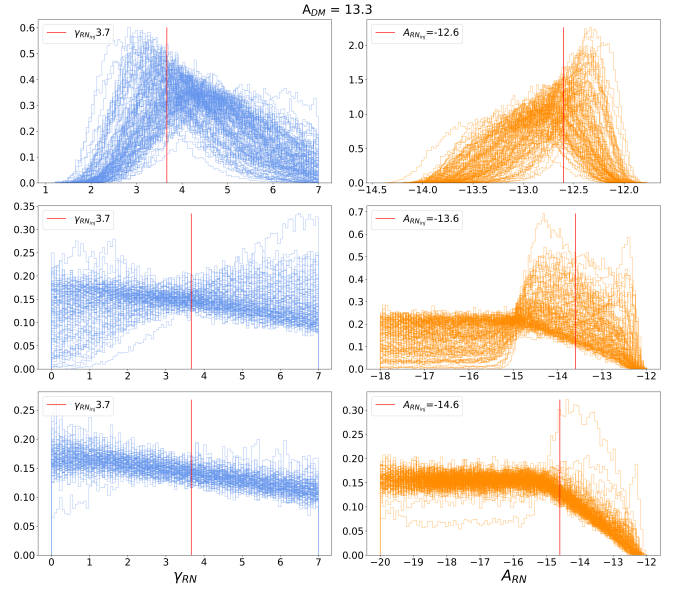 A_DM = 13.3
γ_RN_inj 3.7
A_RN_inj=-12.6
0.6
0.5
0.4
0.3
0.2
0.1
0.0
1 2 3 4 5 6 7
2.0
1.5
1.0
0.5
0.0
−14.5 −14.0 −13.5 −13.0 −12.5 −12.0
γ_RN_inj 3.7
A_RN_inj=-13.6
0.35
0.30
0.25
0.20
0.15
0.10
0.05
0.00
0 1 2 3 4 5 6 7
0.7
0.6
0.5
0.4
0.3
0.2
0.1
0.0
−18 −17 −16 −15 −14 −13 −12
γ_RN_inj 3.7
A_RN_inj=-14.6
0.25
0.20
0.15
0.10
0.05
0.00
0 1 2 3 4 5 6 7
0.30
0.25
0.20
0.15
0.10
0.05
0.00
−20 −19 −18 −17 −16 −15 −14 −13 −12
γ_RN
A_RN